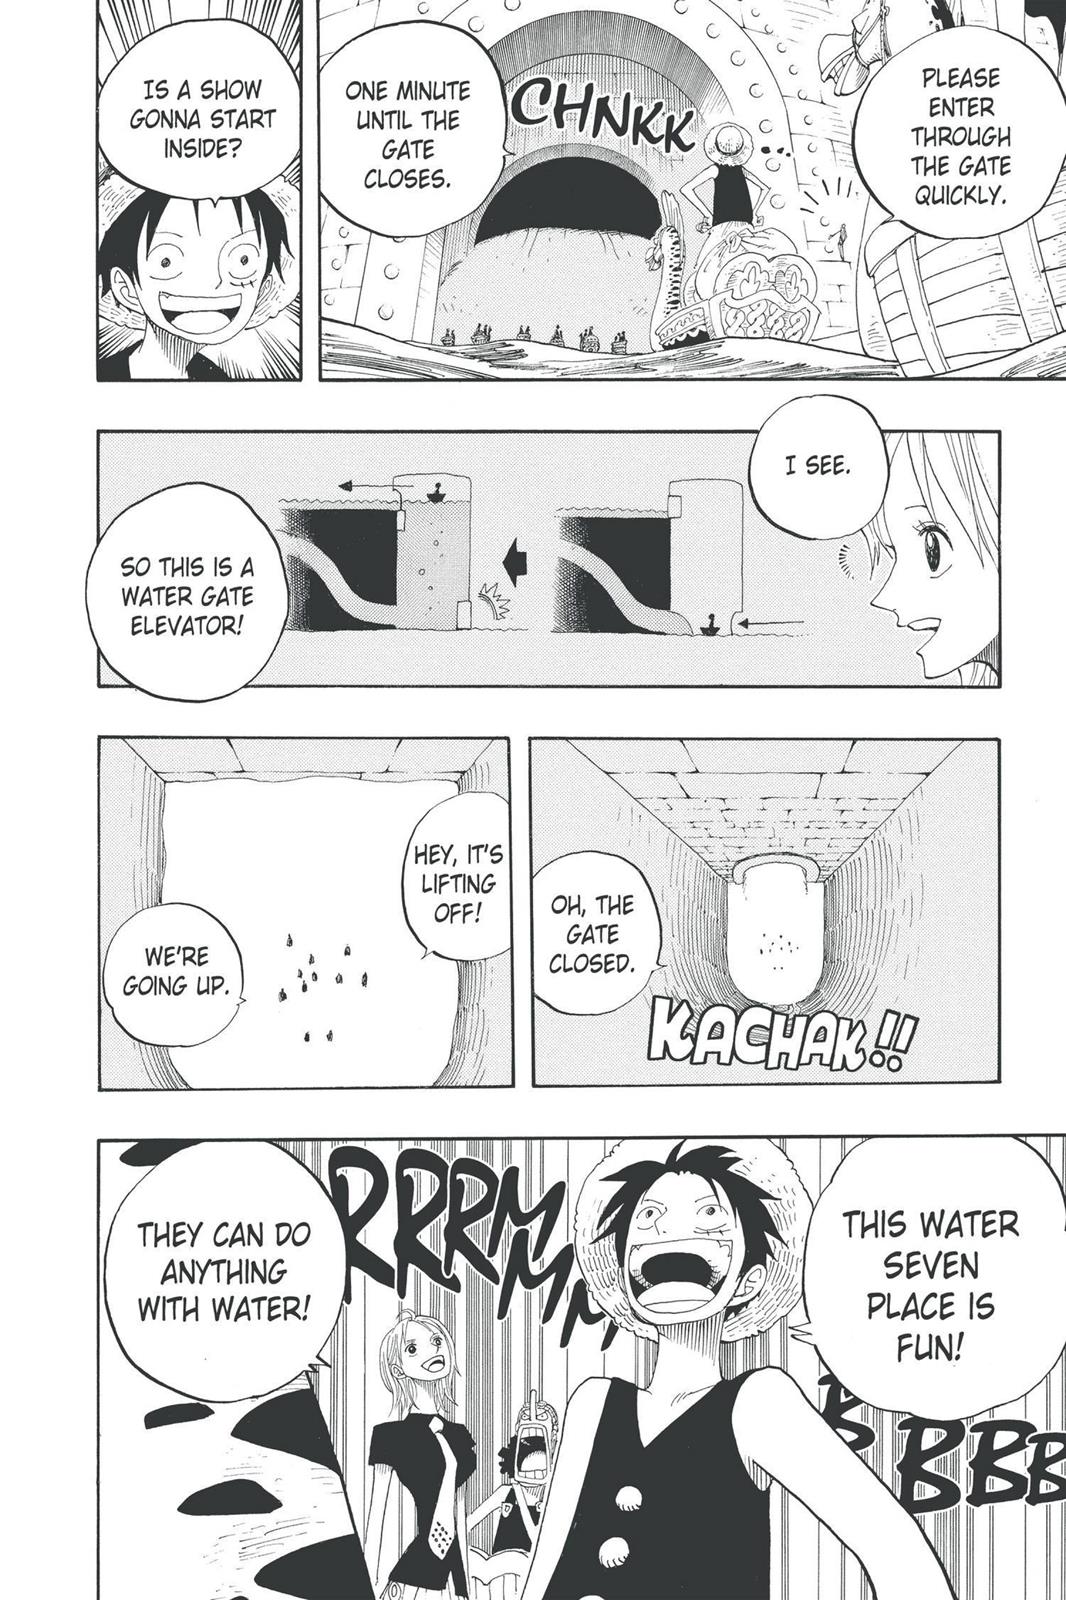 PLEASE
ENTER
THROUGH
THE GATE
QUICKLY.
CHNKK
ONE MINUTE
UNTIL THE
GATE
CLOSES.
IS A SHOW
GONNA START
INSIDE?
I SEE.
SO THIS IS A
WATER GATE
ELEVATOR!
OH, THE
GATE
CLOSED.
KACHAK!!
HEY, IT'S
LIFTING
OFF!
WE'RE
GOING UP.
THIS WATER
SEVEN
PLACE IS
FUN!
BBBB
RRRRMMMMM
THEY CAN DO
ANYTHING
WITH WATER!